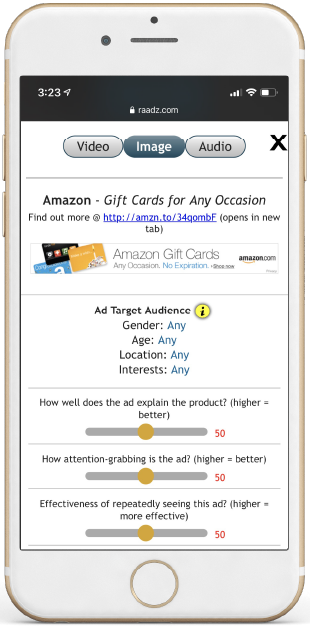 3:23
raadz.com
Video Image Audio X
Amazon - Gift Cards for Any Occasion
Find out more @ http://amzn.to/34qombF (opens in new
tab)
Amazon Gift Cards
Any Occasion. No Expiration. ›Shop now
amazon.com
Ad Target Audience i
Gender: Any
Age: Any
Location: Any
Interests: Any
How well does the ad explain the product? (higher =
better)
50
How attention-grabbing is the ad? (higher = better)
50
Effectiveness of repeatedly seeing this ad? (higher =
more effective)
50